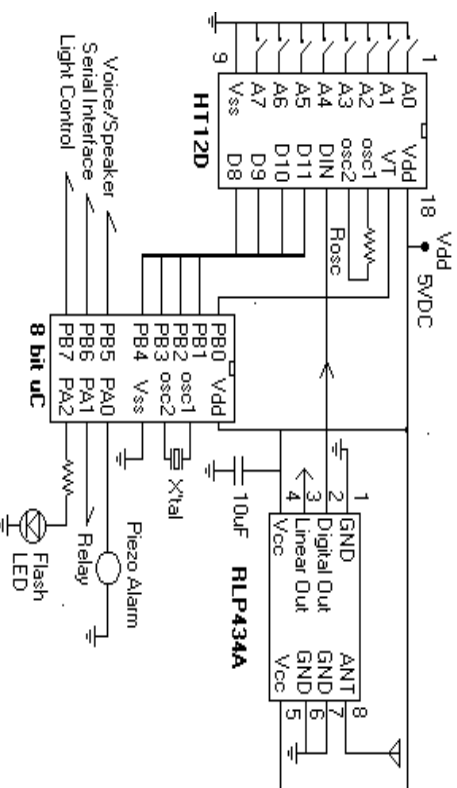 1
18
Vdd
5VDC
A0 Vdd
A1 VT
A2 osc1
A3 osc2
A4 DIN
A5 D11
A6 D10
A7 D9
Vss D8
9
HT12D
Rosc
PB0 Vdd
PB1
PB2 osc1
PB3 osc2
PB4 Vss
PB5 PA0
PB6 PA1
PB7 PA2
8 bit uC
Voice/Speaker
Serial Interface
Light Control
X'tal
10uF
Piezo Alarm
Relay
Flash
LED
1
2
3
4
GND
Digital Out
Linear Out
Vcc
ANT
GND
GND
Vcc
8
7
6
5
RLP434A